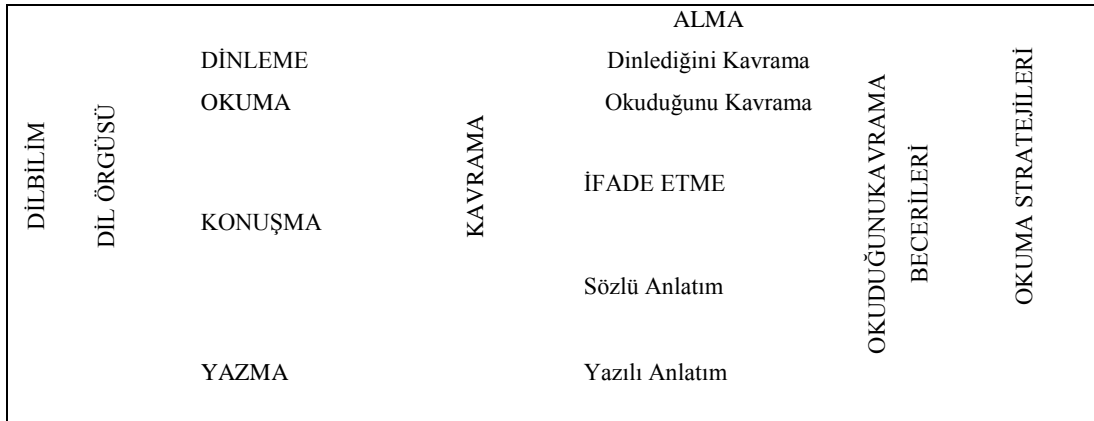 DİLBİLİM
DİL ÖRGÜSÜ
DİNLEME
OKUMA
KONUŞMA
YAZMA
KAVRAMA
ALMA
Dinlediğini Kavrama
Okuduğunu Kavrama
İFADE ETME
Sözlü Anlatım
Yazılı Anlatım
OKUDUĞUNUKAVRAMA
BECERİLERİ
OKUMA STRATEJİLERİ